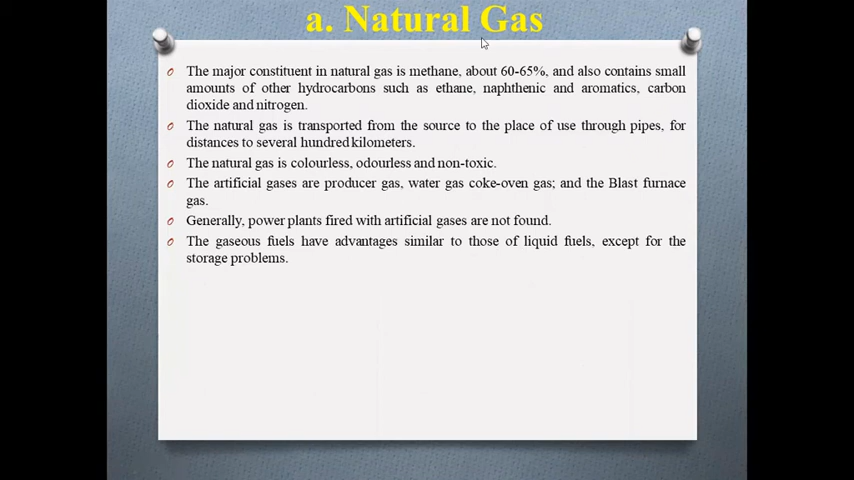 a. Natural Gas
The major constituent in natural gas is methane, about 60-65%, and also contains small
amounts of other hydrocarbons such as ethane, naphthenic and aromatics, carbon
dioxide and nitrogen.
The natural gas is transported from the source to the place of use through pipes, for
distances to several hundred kilometers.
The natural gas is colourless, odourless and non-toxic.
The artificial gases are producer gas, water gas coke-oven gas; and the Blast furnace
gas.
Generally, power plants fired with artificial gases are not found.
The gaseous fuels have advantages similar to those of liquid fuels, except for the
storage problems.